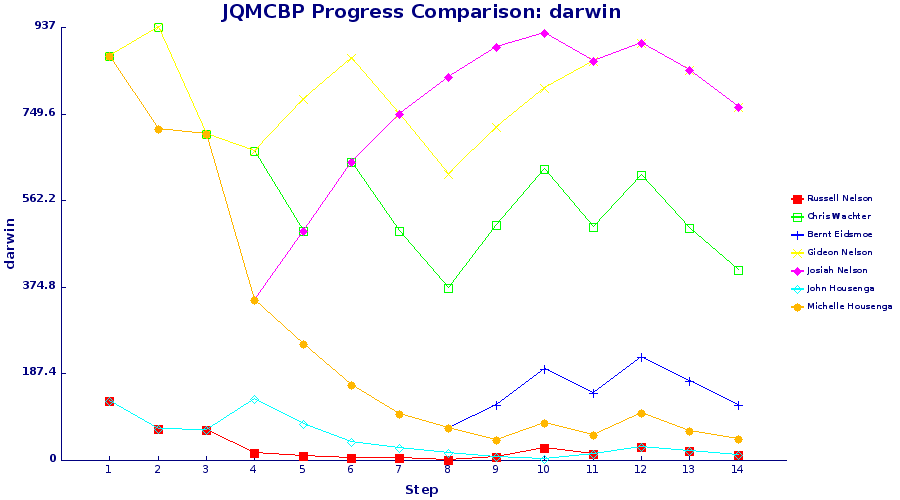 JQMCBP Progress Comparison: darwin
937
749.6
562.2
374.8
187.4
0
darwin
1 2 3 4 5 6 7 8 9 10 11 12 13 14
Step
Russell Nelson
Chris Wachter
Bernt Eidsmoe
Gideon Nelson
Josiah Nelson
John Housenga
Michelle Housenga